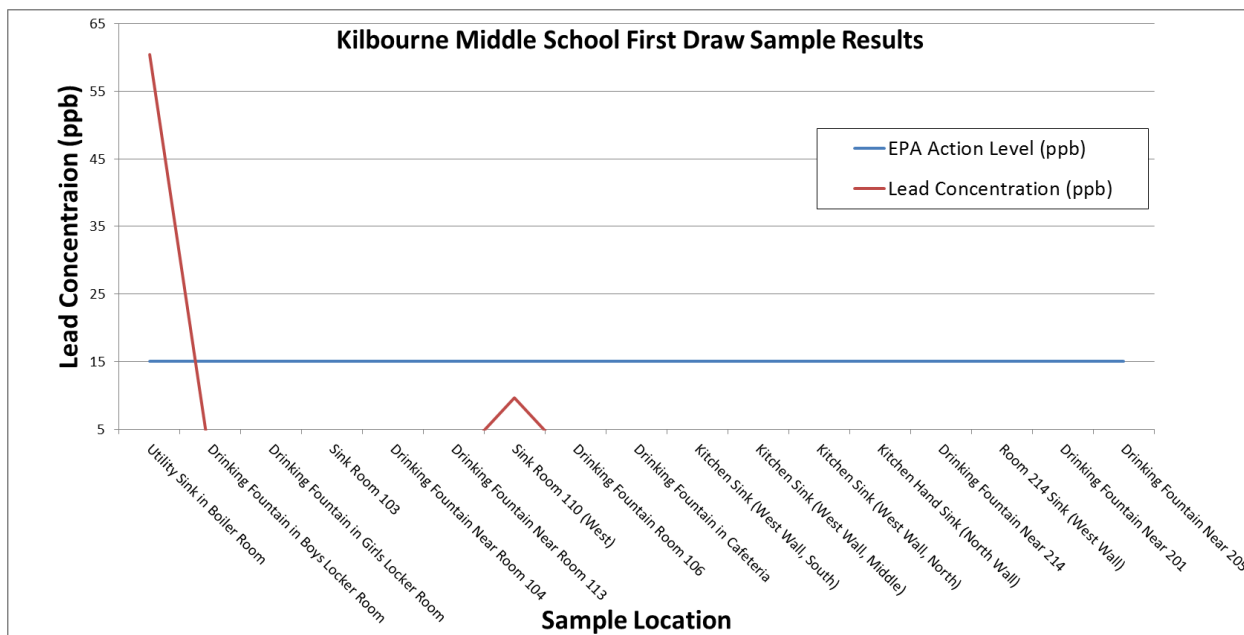 Kilbourne Middle School First Draw Sample Results
Lead Concentraion (ppb)
65
55
45
35
25
15
5
EPA Action Level (ppb)
Lead Concentration (ppb)
Utility Sink in Boiler Room
Drinking Fountain in Boys Locker Room
Drinking Fountain in Girls Locker Room
Sink Room 103
Drinking Fountain Near Room 104
Drinking Fountain Near Room 113
Sink Room 110 (West)
Drinking Fountain Room 106
Drinking Fountain in Cafeteria
Kitchen Sink (West Wall, South)
Kitchen Sink (West Wall, Middle)
Kitchen Sink (West Wall, North)
Kitchen Hand Sink (North Wall)
Drinking Fountain Near 214
Room 214 Sink (West Wall)
Drinking Fountain Near 201
Drinking Fountain Near 209
Sample Location